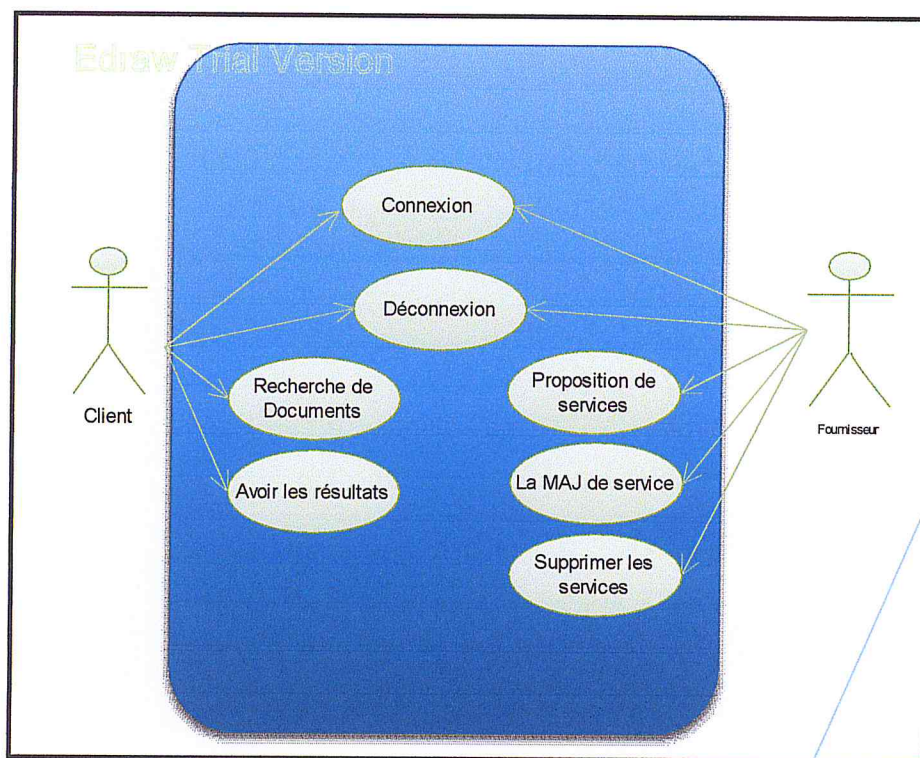 Edraw Trial Version
Connexion
Déconnexion
Recherche de
Documents
Avoir les résultats
Proposition de
services
La MAJ de service
Supprimer les
services
Client
Fournisseur